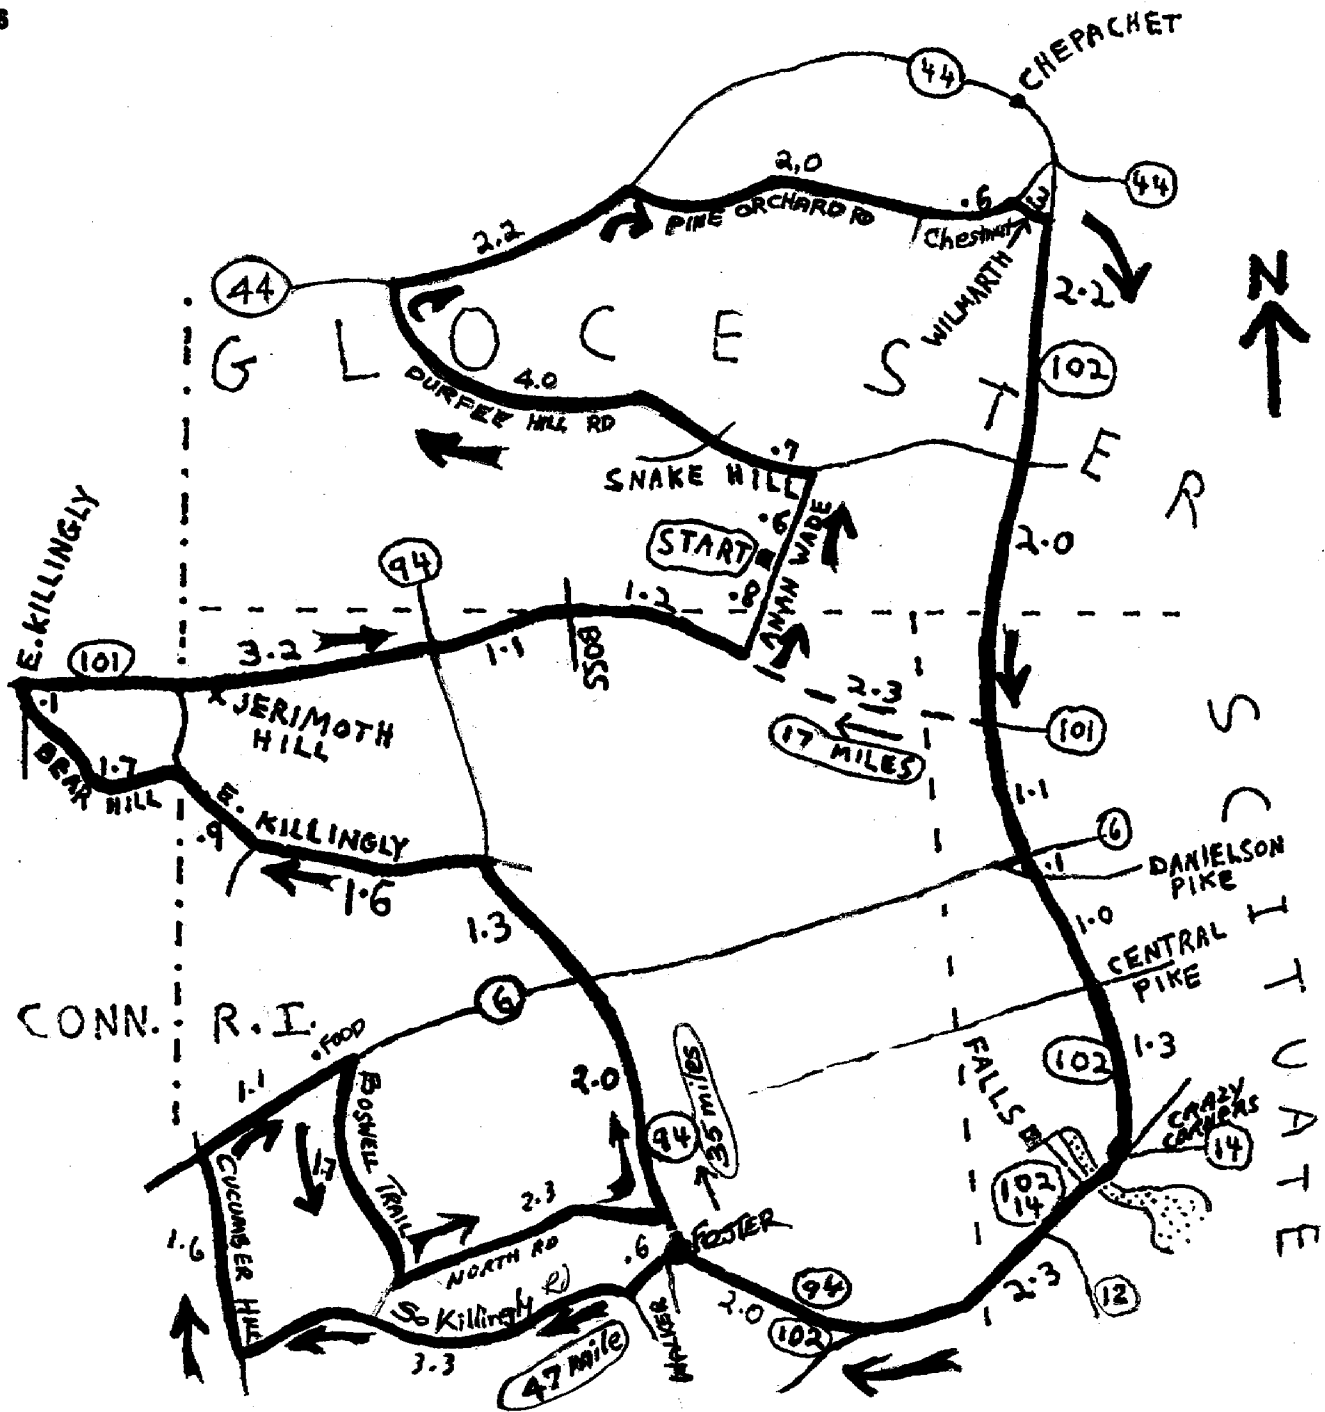 CHEPACHET
44
44
2.0
PINE ORCHARD RD
.6
.3
Chestnut
WILMARTH
2.2
44
2.2
N
102
GLOCESTER
4.0
DURFEE HILL RD
.7
SNAKE HILL
.6
START
ANAN WADE
.8
2.0
E. KILLINGLY
94
101
3.2
1.1
BOSS
1.2
2.3
17 MILES
101
X JERIMOTH
HILL
.1
BEAR HILL
1.7
E. KILLINGLY
.9
1.6
1.3
1.1
6
.1
DANIELSON
PIKE
1.0
CENTRAL
PIKE
SCITUATE
CONN.
R.I.
6
.FOOD
1.1
BOSWELL TRAIL
1.7
2.0
35 miles
94
FALLS
102
1.3
CRAZY
CORNERS
14
102
14
CUCUMBER HILL
1.6
2.3
NORTH RD
FOSTER
.6
So Killingly Rd
3.3
47 mile
WALKER
2.0
94
102
2.3
12